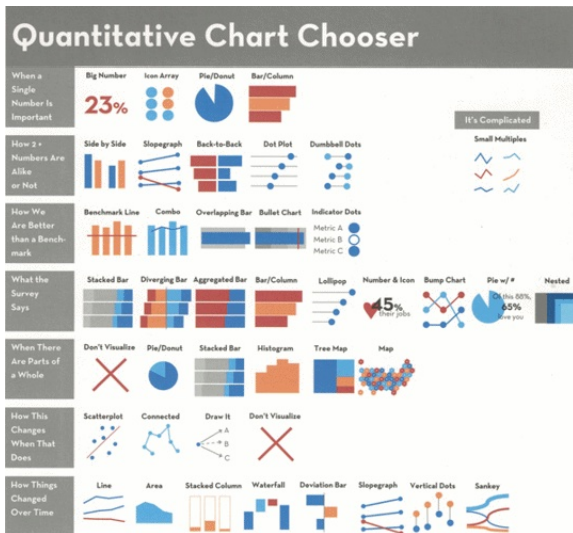 Quantitative Chart Chooser
When a
Single
Number Is
Important
Big Number
Icon Array
Pie/Donut
Bar/Column
23%
It's Complicated
Small Multiples
How 2+
Numbers Are
Alike
or Not
Side by Side
Slopegraph
Back-to-Back
Dot Plot
Dumbbell Dots
How We
Are Better
than a Bench-
mark
Benchmark Line
Combo
Overlapping Bar
Bullet Chart
Indicator Dots
Metric A
Metric B
Metric C
What the
Survey
Says
Stacked Bar
Diverging Bar
Aggregated Bar
Bar/Column
Lollipop
Number & Icon
Bump Chart
Pie w/ #
Nested
45%
their jobs
Of this 88%,
65%
love you
When There
Are Parts of
a Whole
Don't Visualize
Pie/Donut
Stacked Bar
Histogram
Tree Map
Map
How This
Changes
When That
Does
Scatterplot
Connected
Draw It
Don't Visualize
A
B
C
How Things
Changed
Over Time
Line
Area
Stacked Column
Waterfall
Deviation Bar
Slopegraph
Vertical Dots
Sankey